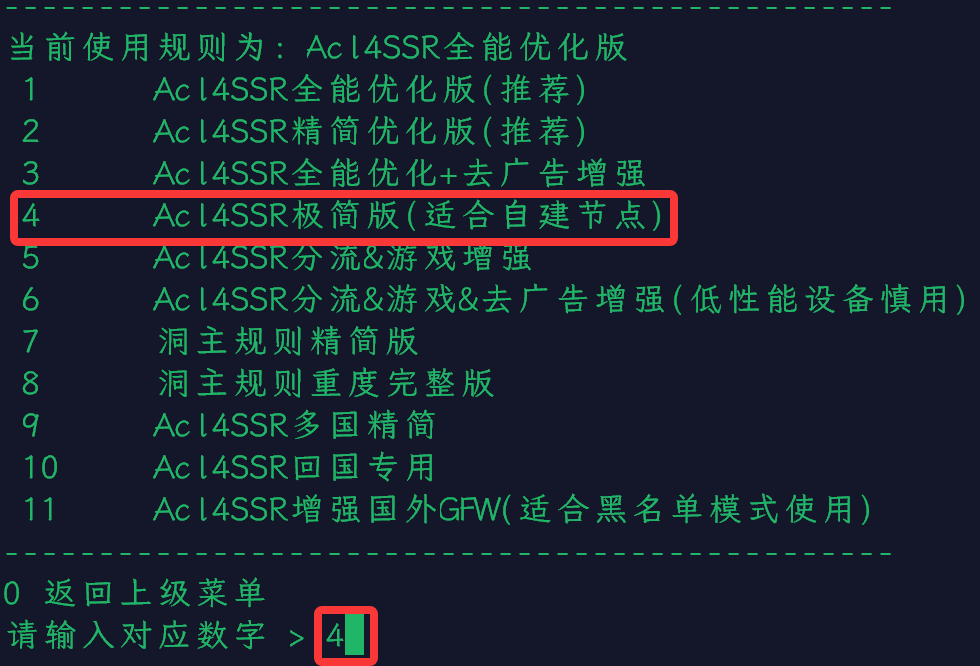 ----------------------------------------------
当前使用规则为: Acl4SSR全能优化版
1 Acl4SSR全能优化版(推荐)
2 Acl4SSR精简优化版(推荐)
3 Acl4SSR全能优化+去广告增强
4 Acl4SSR极简版(适合自建节点)
5 Acl4SSR分流&游戏增强
6 Acl4SSR分流&游戏&去广告增强(低性能设备慎用)
7 洞主规则精简版
8 洞主规则重度完整版
9 Acl4SSR多国精简
10 Acl4SSR回国专用
11 Acl4SSR增强国外GFW(适合黑名单模式使用)
----------------------------------------------
0 返回上级菜单
请输入对应数字 > 4